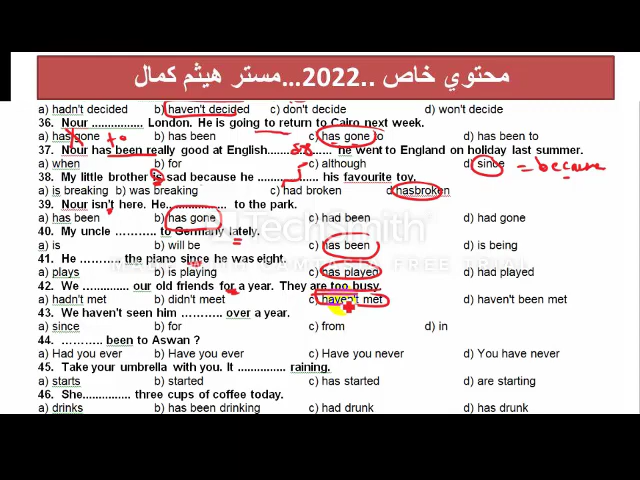 محتوي خاص ..2022...مستر هيثم كمال
a) hadn't decided b) haven't decided c) don't decide d) won't decide
36. Nour ............... London. He is going to return to Cairo next week.
a) has gone to b) has been c) has gone to d) has been to
37. Nour has been really good at English............... he went to England on holiday last summer.
a) when b) for c) although d) since = because
38. My little brother is sad because he ................. his favourite toy.
a) is breaking b) was breaking c) had broken d) hasbroken
39. Nour isn't here. He................. to the park.
a) has been b) has gone c) had been d) had gone
40. My uncle ........... to Germany lately.
a) is b) will be c) has been d) is being
41. He .......... the piano since he was eight.
a) plays b) is playing c) has played d) had played
42. We ............ our old friends for a year. They are too busy.
a) hadn't met b) didn't meet c) haven't met d) haven't been met
43. We haven't seen him .......... over a year.
a) since b) for c) from d) in
44. .......... been to Aswan?
a) Had you ever b) Have you ever c) Have you never d) You have never
45. Take your umbrella with you. It ............... raining.
a) starts b) started c) has started d) are starting
46. She............... three cups of coffee today.
a) drinks b) has been drinking c) had drunk d) has drunk
TechSmith